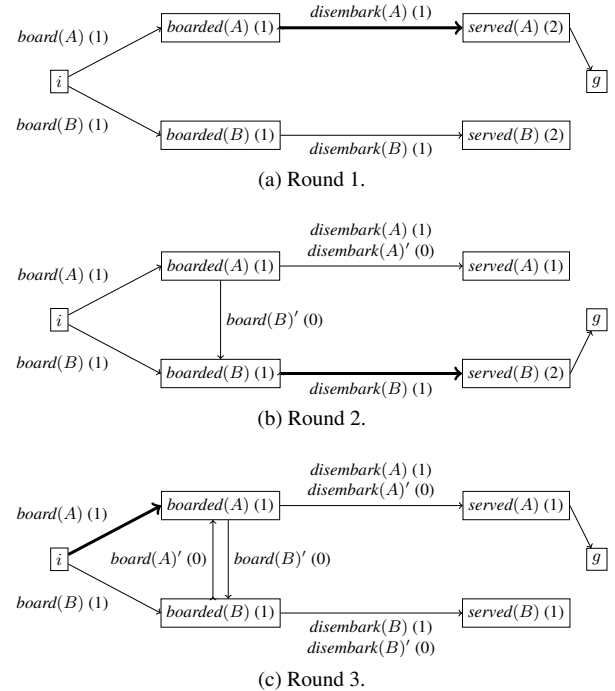 disembark(A) (1)
board(A) (1)
boarded(A) (1)
served(A) (2)
i
g
board(B) (1)
boarded(B) (1)
served(B) (2)
disembark(B) (1)
(a) Round 1.
disembark(A) (1)
disembark(A)′ (0)
board(A) (1)
boarded(A) (1)
served(A) (1)
i
board(B)′ (0)
g
board(B) (1)
boarded(B) (1)
served(B) (2)
disembark(B) (1)
(b) Round 2.
disembark(A) (1)
disembark(A)′ (0)
board(A) (1)
boarded(A) (1)
served(A) (1)
i
board(A)′ (0)
board(B)′ (0)
g
board(B) (1)
boarded(B) (1)
served(B) (1)
disembark(B) (1)
disembark(B)′ (0)
(c) Round 3.